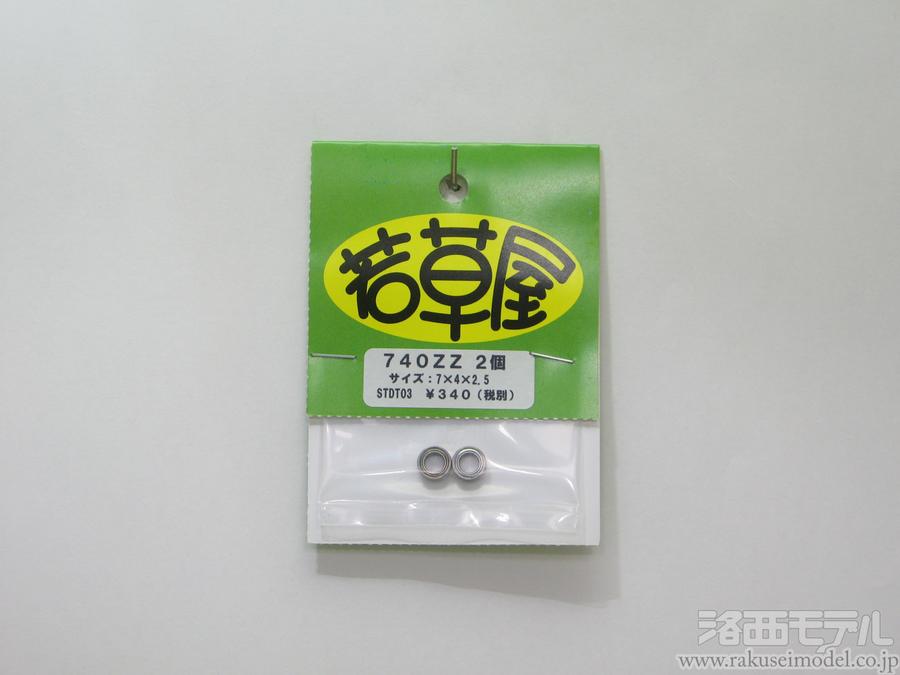 若草屋
740ZZ 2個
サイズ:7×4×2.5
STDT03 ¥340(税別)
洛西モデル
www.rakuseimodel.co.jp